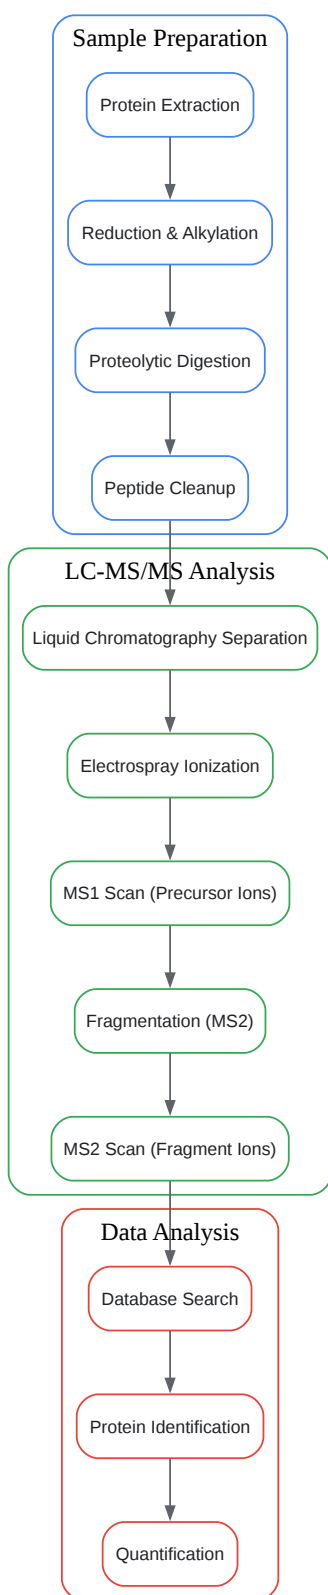 Sample Preparation
Protein Extraction
Reduction & Alkylation
Proteolytic Digestion
Peptide Cleanup
LC-MS/MS Analysis
Liquid Chromatography Separation
Electrospray Ionization
MS1 Scan (Precursor Ions)
Fragmentation (MS2)
MS2 Scan (Fragment Ions)
Data Analysis
Database Search
Protein Identification
Quantification